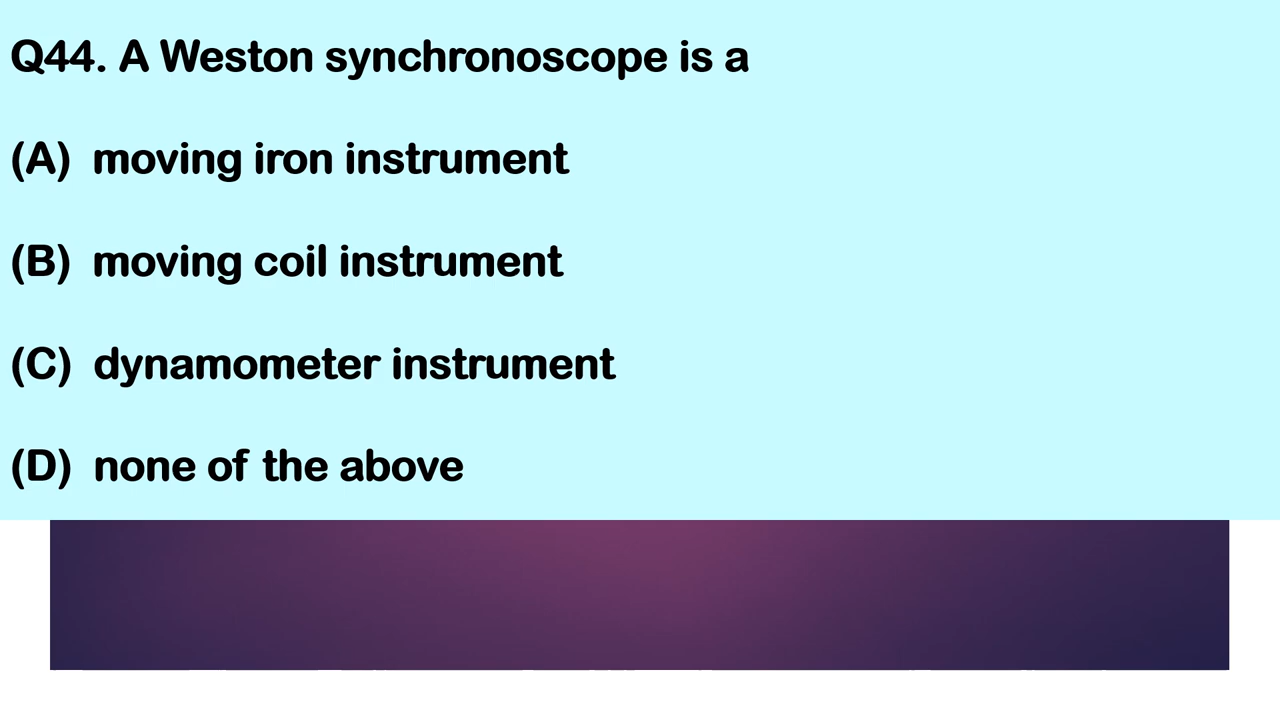 Q44. A Weston synchronoscope is a
(A) moving iron instrument
(B) moving coil instrument
(C) dynamometer instrument
(D) none of the above